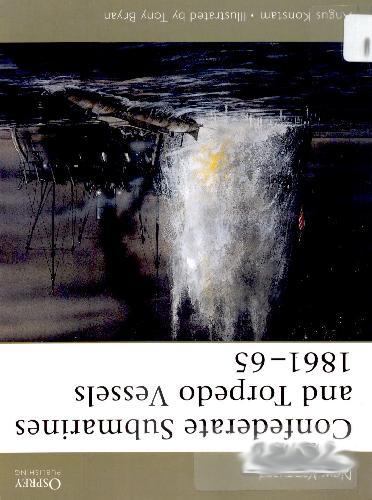 OSPREY
PUBLISHING
Confederate Submarines
and Torpedo Vessels
1861–65
Angus Konstam • Illustrated by Tony Bryan